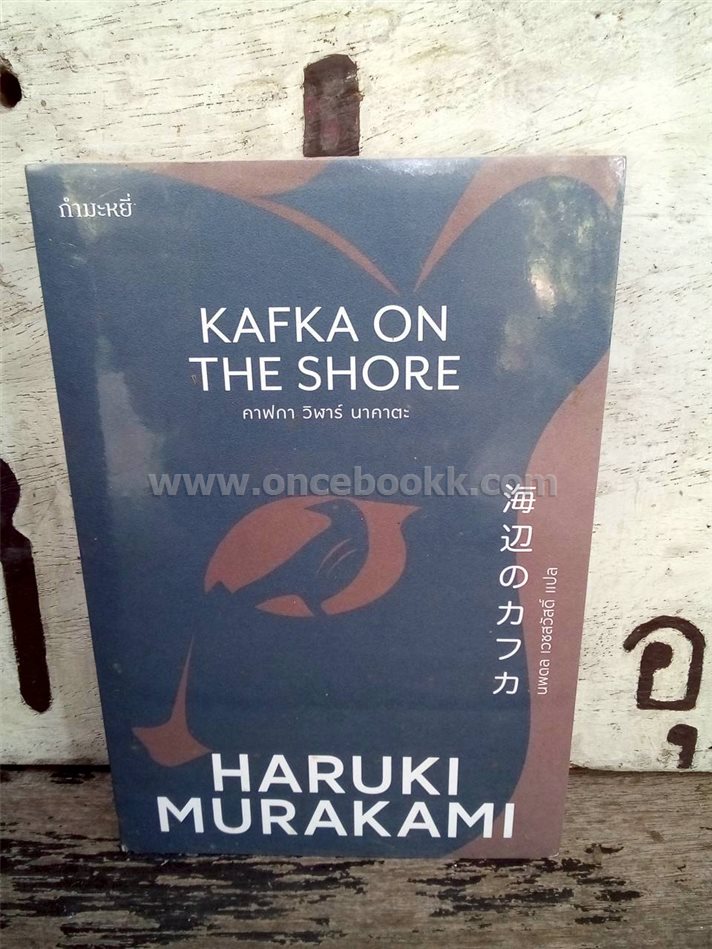 กำมะหยี่
KAFKA ON
THE SHORE
คาฟกา วิฬาร์ นาคาตะ
www.oncebookk.com
海辺のカフカ
นพดล เวชสวัสดิ์ แปล
HARUKI
MURAKAMI
อุ